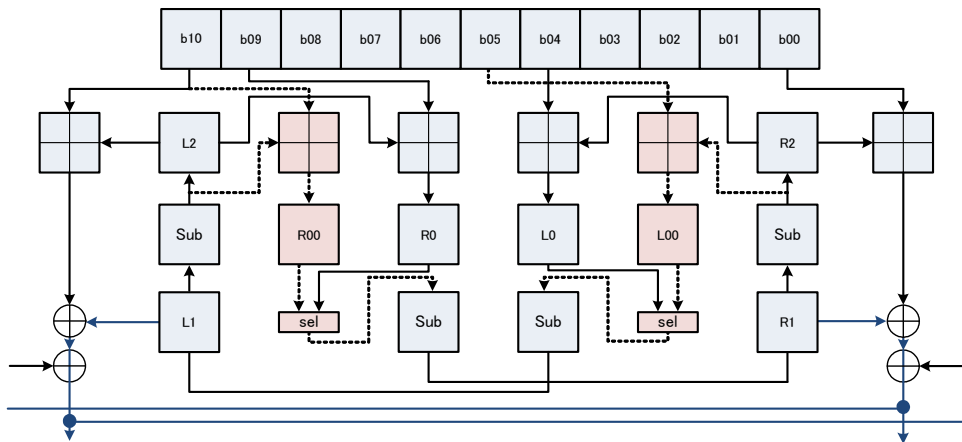 b10 b09 b08 b07 b06 b05 b04 b03 b02 b01 b00
L2 R2
Sub R00 R0 L0 L00 Sub
L1 sel Sub Sub sel R1